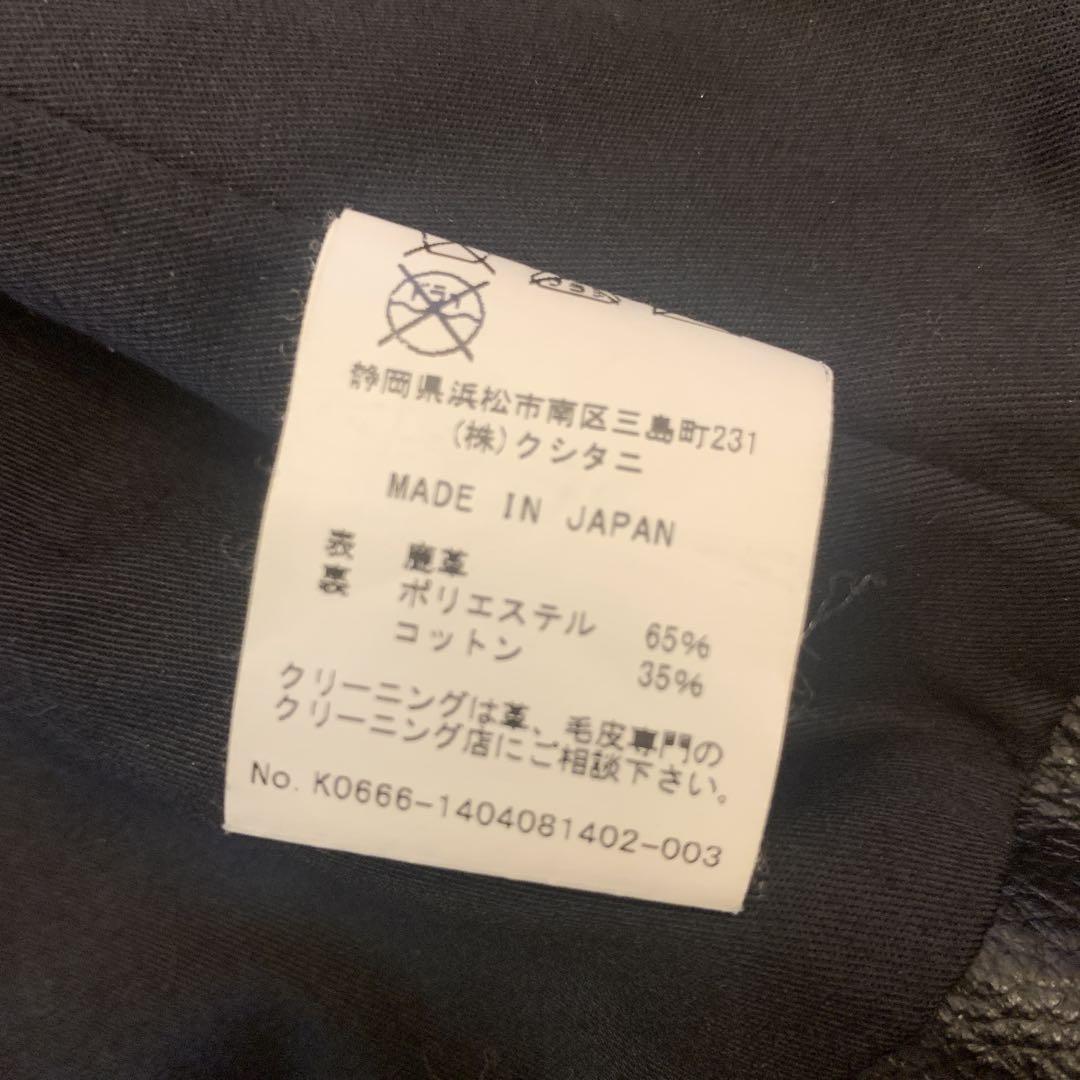 ドライ
静岡県浜松市南区三島町231
(株)クシタニ
MADE IN JAPAN
表 鹿革
裏 ポリエステル 65%
コットン 35%
クリーニングは革、毛皮専門の
クリーニング店にご相談下さい。
No. K0666-1404081402-003